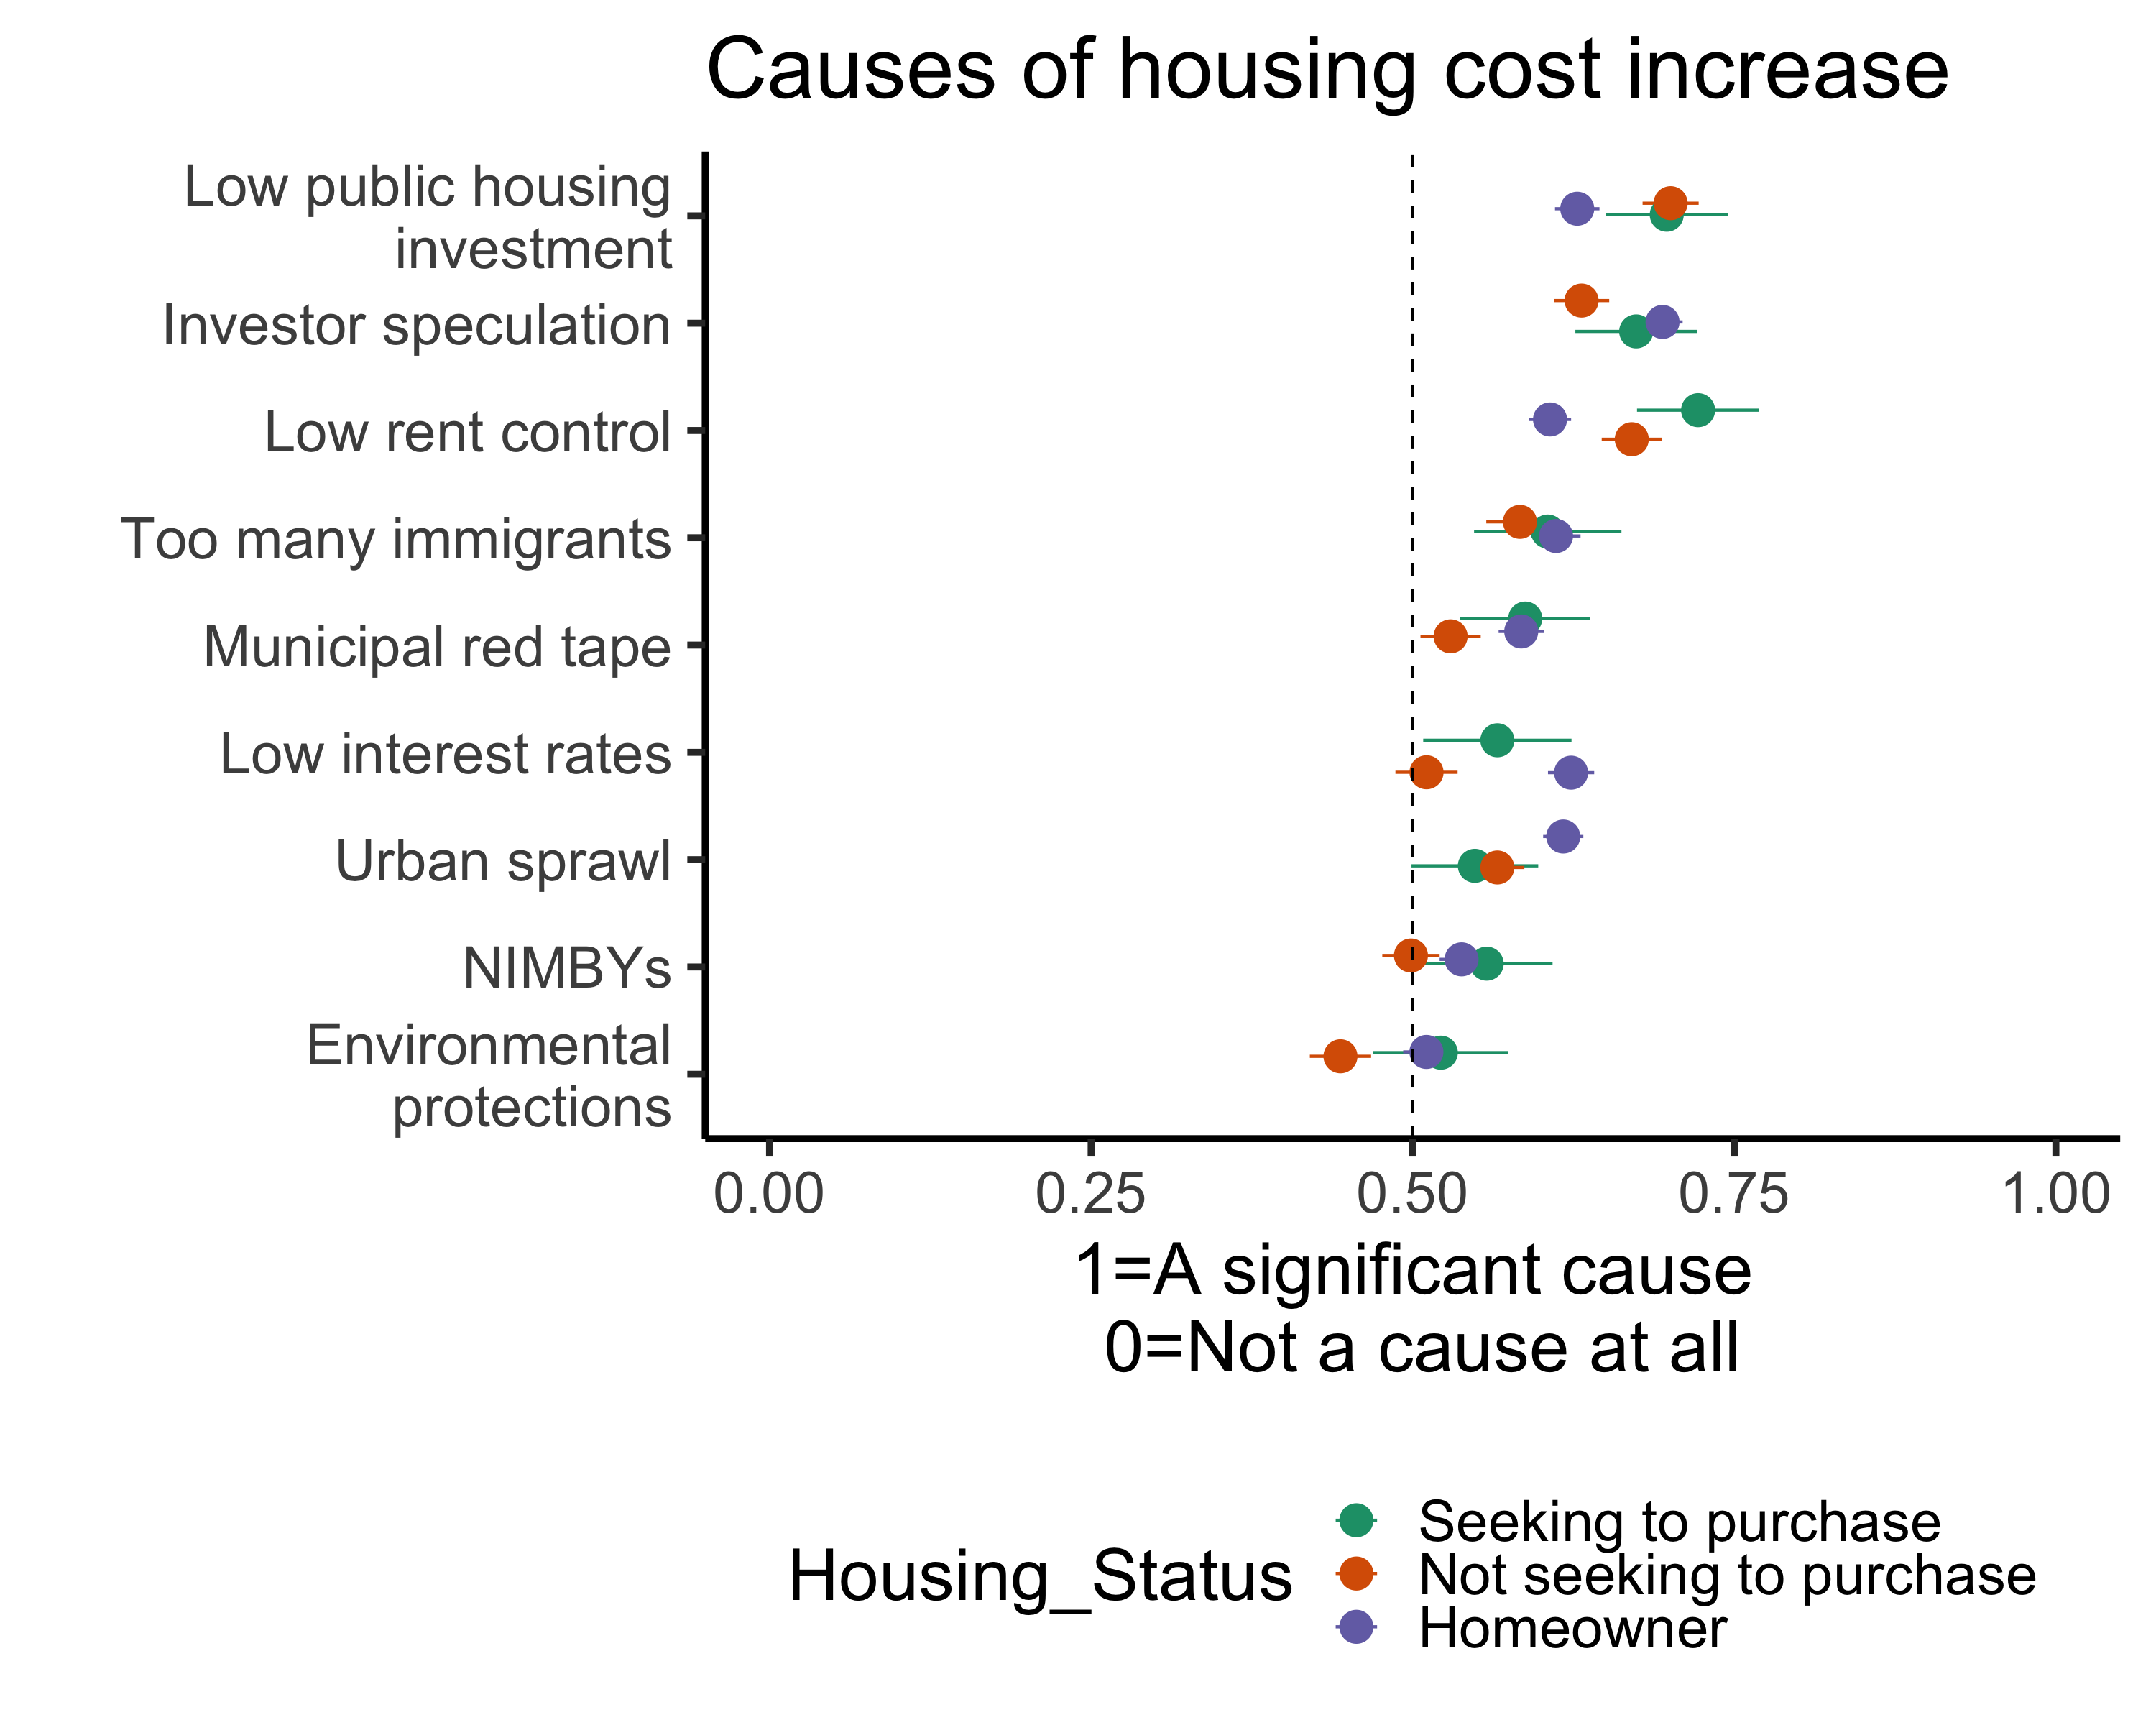 Causes of housing cost increase
Low public housing
investment
Investor speculation
Low rent control
Too many immigrants
Municipal red tape
Low interest rates
Urban sprawl
NIMBYs
Environmental
protections
0.00 0.25 0.50 0.75 1.00
1=A significant cause
0=Not a cause at all
Housing_Status
Seeking to purchase
Not seeking to purchase
Homeowner